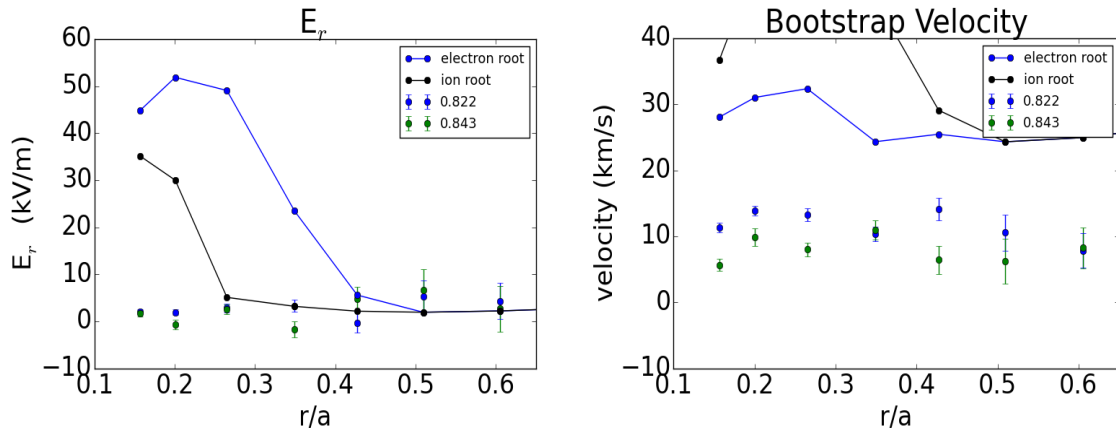 E_r
60
50
40
30
20
10
0
−10
E_r (kV/m)
0.1 0.2 0.3 0.4 0.5 0.6
r/a
electron root
ion root
0.822
0.843
Bootstrap Velocity
40
30
20
10
0
−10
velocity (km/s)
0.1 0.2 0.3 0.4 0.5 0.6
r/a
electron root
ion root
0.822
0.843